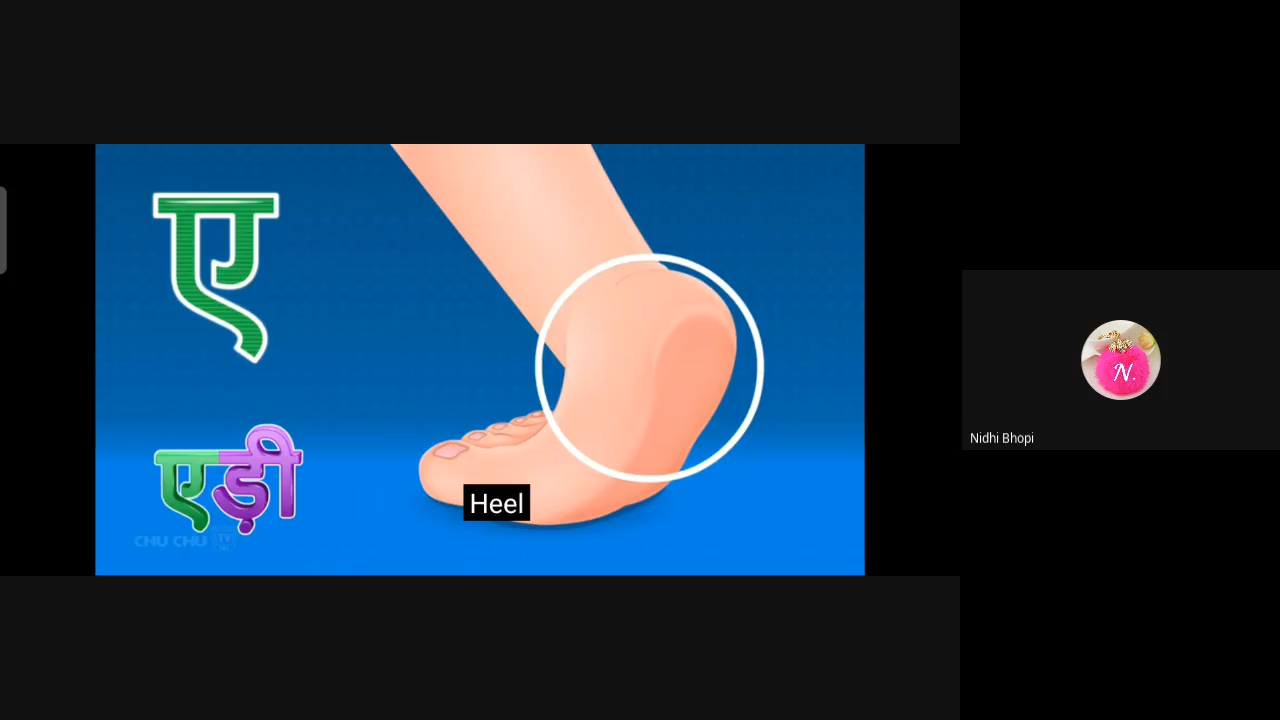 ए
एड़ी
CHU CHU TV
Heel
N.
Nidhi Bhopi